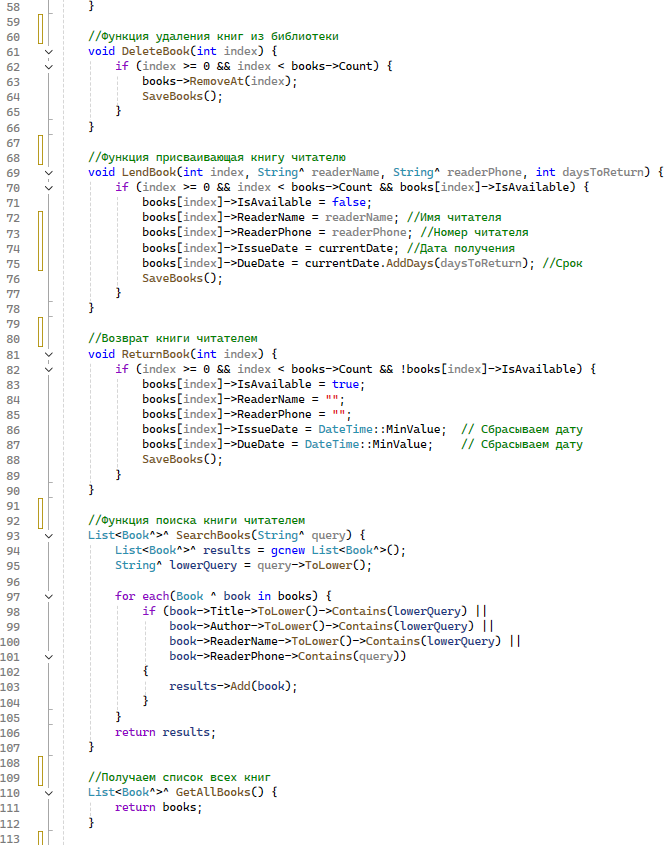 58 }
59
60 //Функция удаления книг из библиотеки
61 void DeleteBook(int index) {
62 if (index >= 0 && index < books->Count) {
63 books->RemoveAt(index);
64 SaveBooks();
65 }
66 }
67
68 //Функция присваивающая книгу читателю
69 void LendBook(int index, String^ readerName, String^ readerPhone, int daysToReturn) {
70 if (index >= 0 && index < books->Count && books[index]->IsAvailable) {
71 books[index]->IsAvailable = false;
72 books[index]->ReaderName = readerName; //Имя читателя
73 books[index]->ReaderPhone = readerPhone; //Номер читателя
74 books[index]->IssueDate = currentDate; //Дата получения
75 books[index]->DueDate = currentDate.AddDays(daysToReturn); //Срок
76 SaveBooks();
77 }
78 }
79
80 //Возврат книги читателем
81 void ReturnBook(int index) {
82 if (index >= 0 && index < books->Count && !books[index]->IsAvailable) {
83 books[index]->IsAvailable = true;
84 books[index]->ReaderName = "";
85 books[index]->ReaderPhone = "";
86 books[index]->IssueDate = DateTime::MinValue; // Сбрасываем дату
87 books[index]->DueDate = DateTime::MinValue; // Сбрасываем дату
88 SaveBooks();
89 }
90 }
91
92 //Функция поиска книги читателем
93 List<Book^>^ SearchBooks(String^ query) {
94 List<Book^>^ results = gcnew List<Book^>();
95 String^ lowerQuery = query->ToLower();
96
97 for each(Book ^ book in books) {
98 if (book->Title->ToLower()->Contains(lowerQuery) ||
99 book->Author->ToLower()->Contains(lowerQuery) ||
100 book->ReaderName->ToLower()->Contains(lowerQuery) ||
101 book->ReaderPhone->Contains(query))
102 {
103 results->Add(book);
104 }
105 }
106 return results;
107 }
108
109 //Получаем список всех книг
110 List<Book^>^ GetAllBooks() {
111 return books;
112 }
113